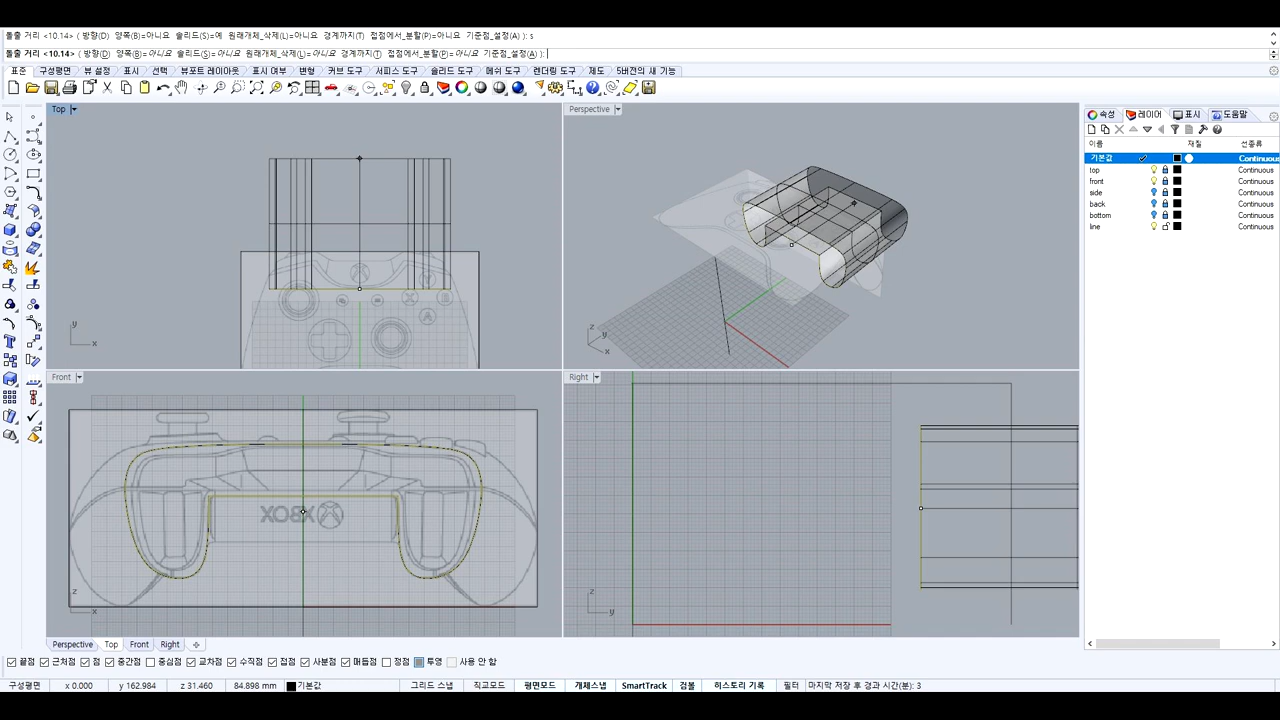 돌출 거리 <10.14> ( 방향(D) 양쪽(B)=아니요 솔리드(S)=예 원래개체_삭제(L)=아니요 경계까지(T) 접점에서_분할(P)=아니요 기준점_설정(A) ): s
돌출 거리 <10.14> ( 방향(D) 양쪽(B)=아니요 솔리드(S)=아니요 원래개체_삭제(L)=아니요 경계까지(T) 접점에서_분할(P)=아니요 기준점_설정(A) ):
표준 구성평면 뷰 설정 표시 선택 뷰포트 레이아웃 표시 여부 변형 커브 도구 서피스 도구 솔리드 도구 메쉬 도구 렌더링 도구 제도 5버전의 새 기능
Top
Perspective
속성 레이어 표시 도움말
이름 재질 선종류
기본값 Continuous
top Continuous
front Continuous
side Continuous
back Continuous
bottom Continuous
line Continuous
X
Y
X
B
A
y
x
z
y
x
Front
Right
XBOX
z
x
z
y
Perspective Top Front Right
끝점 근처점 점 중간점 중심점 교차점 수직점 접점 사분점 매듭점 정점 투영 사용 안 함
구성평면 x 0.000 y 162.984 z 31.460 84.898 mm 기본값 그리드 스냅 직교모드 평면모드 개체스냅 SmartTrack 검볼 히스토리 기록 필터 마지막 저장 후 경과 시간(분): 3